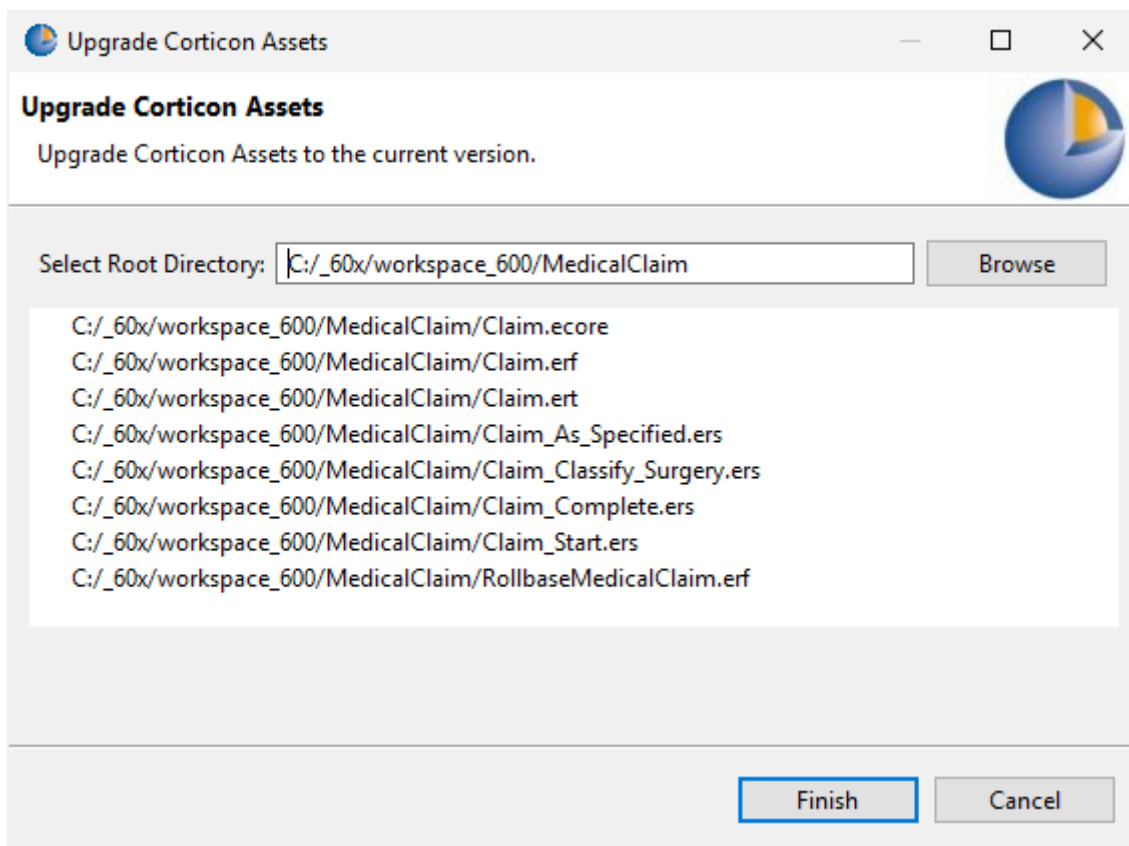 Upgrade Corticon Assets
Upgrade Corticon Assets
Upgrade Corticon Assets to the current version.
Select Root Directory: C:/_60x/workspace_600/MedicalClaim Browse
C:/_60x/workspace_600/MedicalClaim/Claim.ecore
C:/_60x/workspace_600/MedicalClaim/Claim.erf
C:/_60x/workspace_600/MedicalClaim/Claim.ert
C:/_60x/workspace_600/MedicalClaim/Claim_As_Specified.ers
C:/_60x/workspace_600/MedicalClaim/Claim_Classify_Surgery.ers
C:/_60x/workspace_600/MedicalClaim/Claim_Complete.ers
C:/_60x/workspace_600/MedicalClaim/Claim_Start.ers
C:/_60x/workspace_600/MedicalClaim/RollbaseMedicalClaim.erf
Finish Cancel